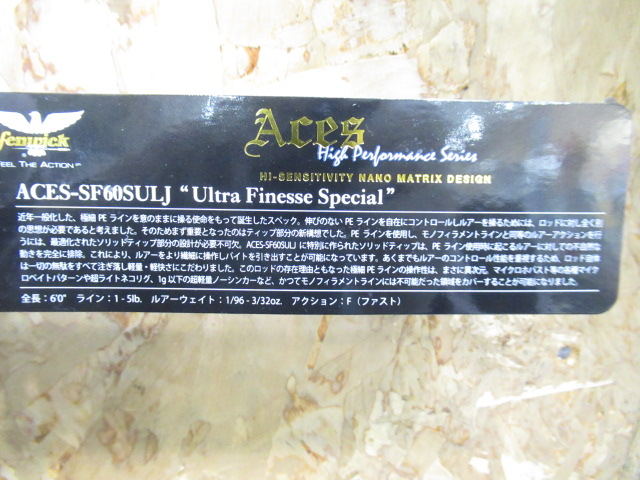 fenwick
FEEL THE ACTION
Aces
High Performance Series
HI-SENSITIVITY NANO MATRIX DESIGN
ACES-SF60SULJ “Ultra Finesse Special”
近年一般化した、極細 PE ラインを意のままに操る使命をもって誕生したスペック。伸びのない PE ラインを自在にコントロールしルアーを操るためには、ロッドに対し全く別
の思想が必要であると考えました。そのためまず重要となったのはティップ部分の新構想でした。PE ラインを使用し、モノフィラメントラインと同等のルアーアクションを行
うには、最適化されたソリッドティップ部分の設計が必要不可欠。ACES-SF60SULJ に特別に作られたソリッドティップは、PE ライン使用時に起こるルアーに対しての不自然な
動きを完全に排除。これにより、ルアーをより繊細に操作しバイトを引き出すことが可能になっています。あくまでもルアーのコントロール性能を重視するため、ロッド自体
は一切の無駄をすべて注ぎ落し軽量・軽快さにこだわりました。このロッドの存在理由ともなった極細 PE ラインの操作性は、まさに異次元。マイクロホバスト等の各種マイク
ロベイトパターンや超ライトネコリグ、1g 以下の超軽量ノーシンカーなど、かつてモノフィラメントラインには不可能だった領域をカバーすることが可能になりました。
全長：6'0" ライン：1 - 5lb. ルアーウェイト：1/96 - 3/32oz. アクション：F（ファスト）